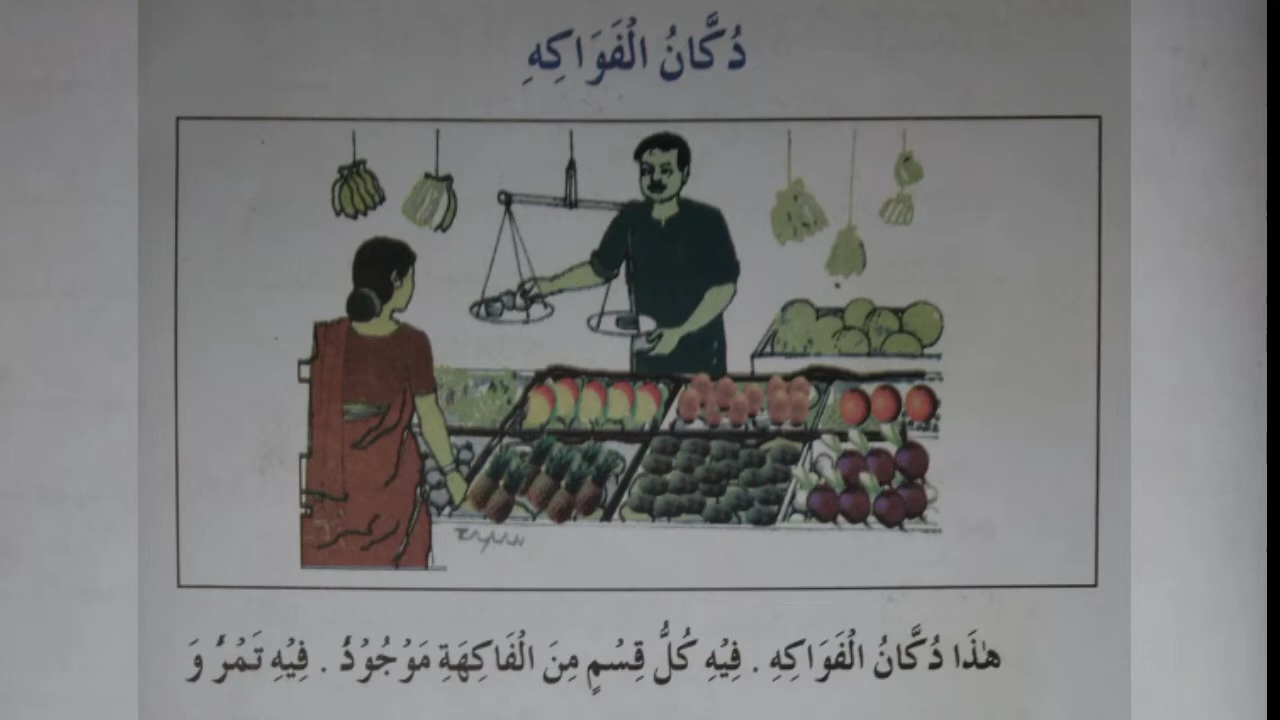 دُكَّانُ الْفَوَاكِهِ
هٰذَا دُكَّانُ الْفَوَاكِهِ . فِيْهِ كُلُّ قِسْمٍ مِنَ الْفَاكِهَةِ مَوْجُوْدٌ . فِيْهِ تَمْرٌ وَ